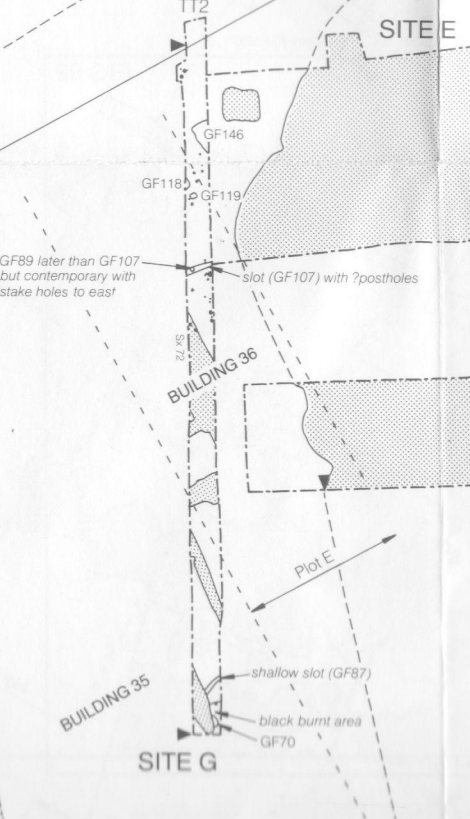 TT2
SITE E
GF146
GF118
GF119
GF89 later than GF107
but contemporary with
stake holes to east
slot (GF107) with ?postholes
Sx 72
BUILDING 36
Plot E
shallow slot (GF87)
BUILDING 35
black burnt area
GF70
SITE G